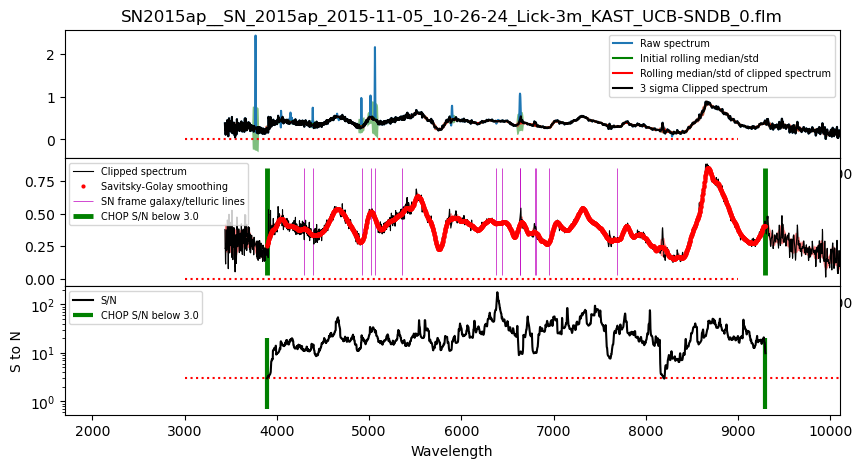 SN2015ap__SN_2015ap_2015-11-05_10-26-24_Lick-3m_KAST_UCB-SNDB_0.flm
2
1
0
Raw spectrum
Initial rolling median/std
Rolling median/std of clipped spectrum
3 sigma Clipped spectrum
00
0.75
0.50
0.25
0.00
Clipped spectrum
Savitsky-Golay smoothing
SN frame galaxy/telluric lines
CHOP S/N below 3.0
00
S to N
10²
10¹
10⁰
S/N
CHOP S/N below 3.0
2000 3000 4000 5000 6000 7000 8000 9000 10000
Wavelength